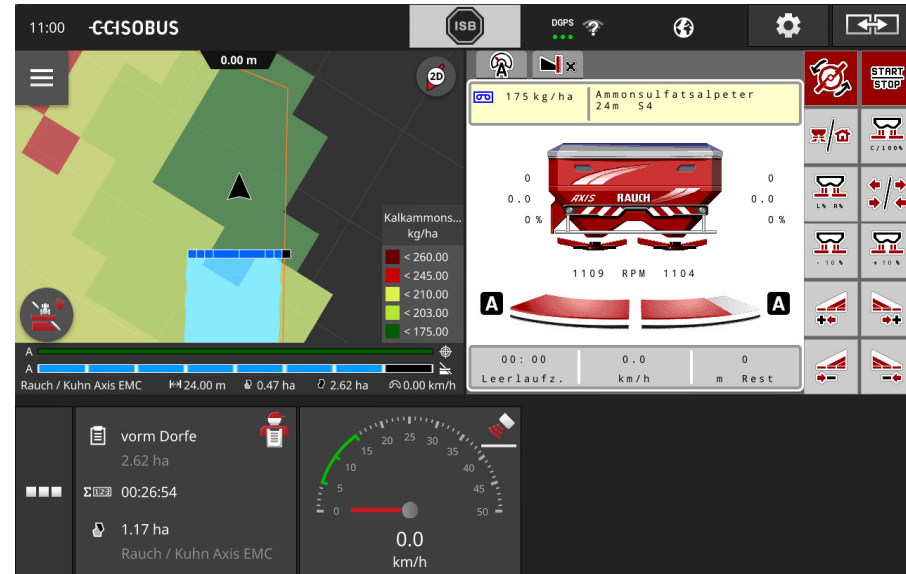 11:00
CCISOBUS
ISB
DGPS
0.00 m
2D
Kalkammons...
kg/ha
< 260.00
< 245.00
< 210.00
< 203.00
< 175.00
A
A
Rauch / Kuhn Axis EMC 24.00 m 0.47 ha 2.62 ha 0.00 km/h
A
175 kg/ha
Ammonsulfatsalpeter
24m S4
0 0
0.0 0.0
0 % 0 %
AXIS RAUCH
1109 RPM 1104
A A
00:00 0.0 0
Leerlaufz. km/h m Rest
START
STOP
C/100%
L% R%
- 10 % + 10 %
vorm Dorfe
2.62 ha
Σ123 00:26:54
1.17 ha
Rauch / Kuhn Axis EMC
0 5 10 15 20 25 30 35 40 45 50
0.0
km/h